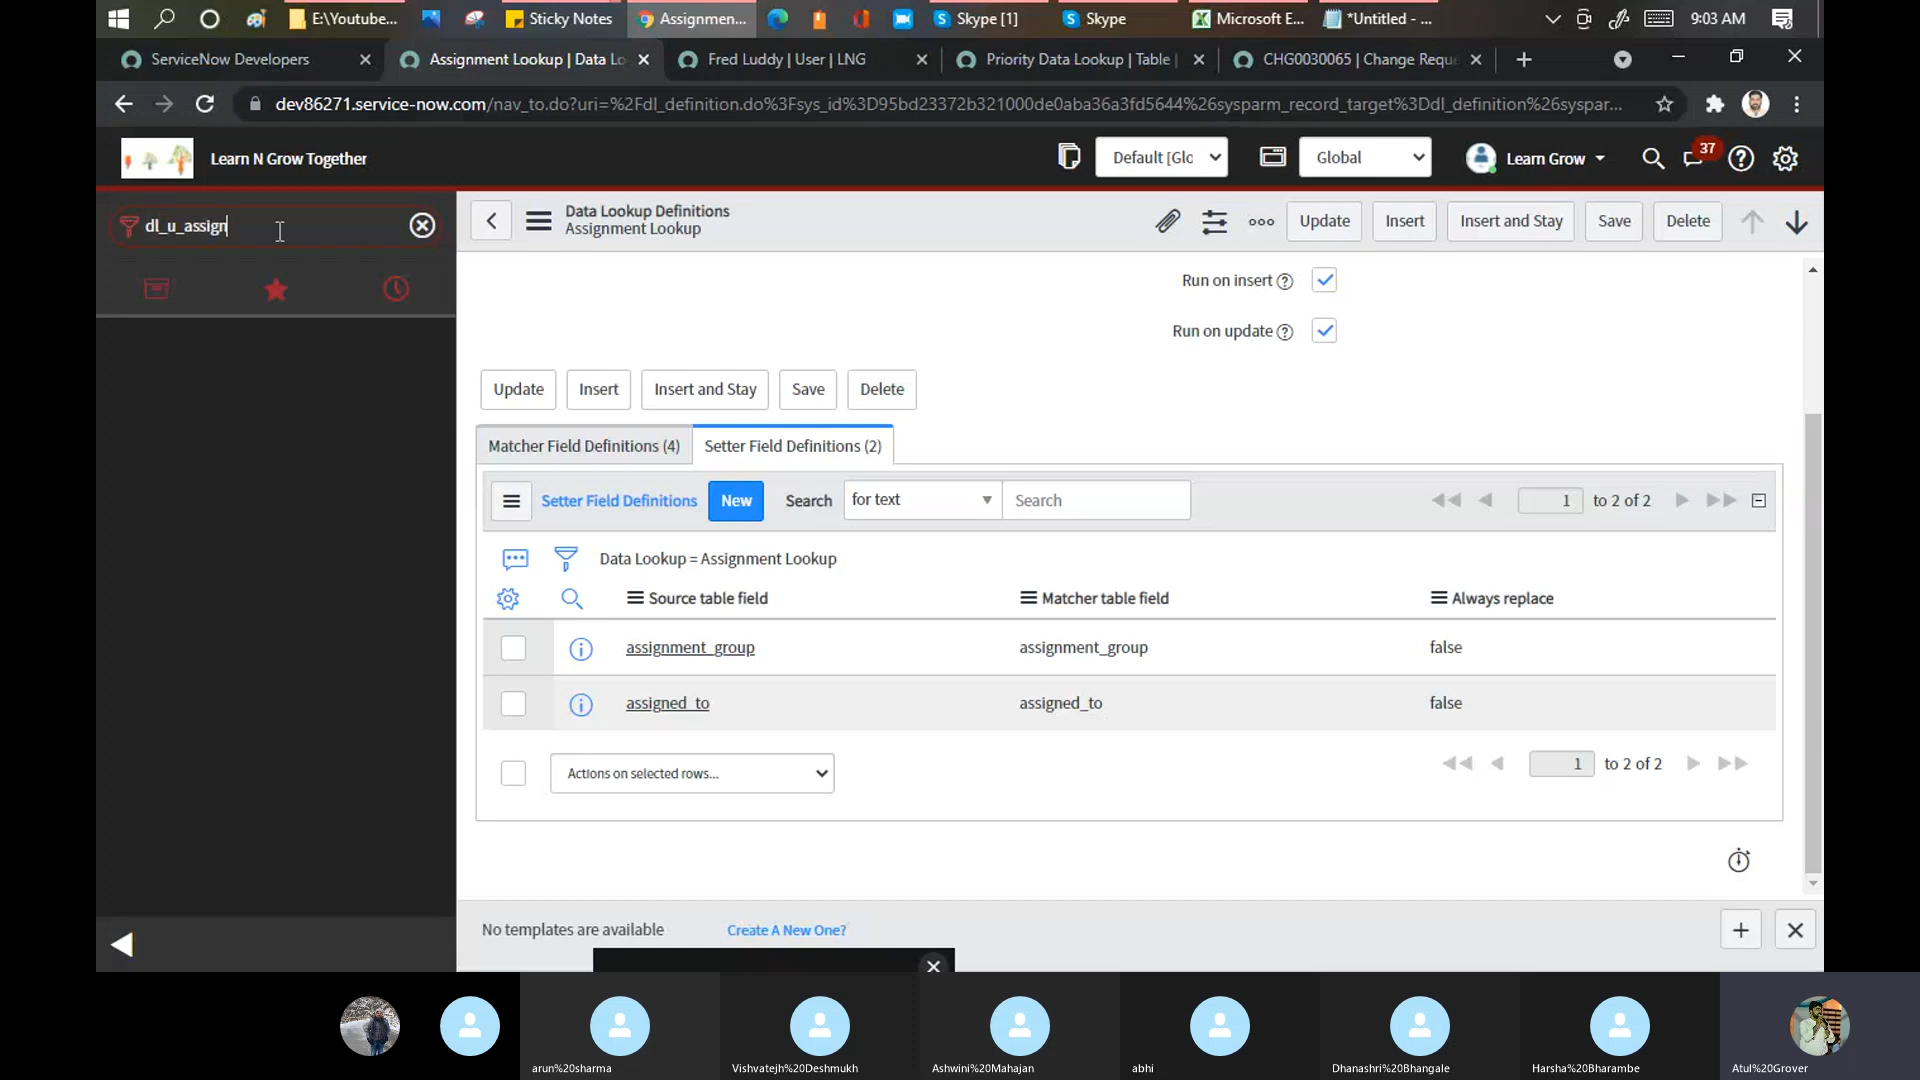 E:\Youtube...
Sticky Notes
Assignmen...
Skype [1]
Skype
Microsoft E...
*Untitled - ...
9:03 AM
ServiceNow Developers
Assignment Lookup | Data Lo
Fred Luddy | User | LNG
Priority Data Lookup | Table |
CHG0030065 | Change Reque
dev86271.service-now.com/nav_to.do?uri=%2Fdl_definition.do%3Fsys_id%3D95bd23372b321000de0aba36a3fd5644%26sysparm_record_target%3Ddl_definition%26syspar...
Learn N Grow Together
Default [Glc
Global
Learn Grow
37
dl_u_assign
Data Lookup Definitions
Assignment Lookup
Update
Insert
Insert and Stay
Save
Delete
Run on insert
Run on update
Update
Insert
Insert and Stay
Save
Delete
Matcher Field Definitions (4)
Setter Field Definitions (2)
Setter Field Definitions
New
Search
for text
Search
1
to 2 of 2
Data Lookup = Assignment Lookup
Source table field
Matcher table field
Always replace
assignment_group
assignment_group
false
assigned_to
assigned_to
false
Actions on selected rows...
1
to 2 of 2
No templates are available
Create A New One?
arun%20sharma
Vishvatejh%20Deshmukh
Ashwini%20Mahajan
abhi
Dhanashri%20Bhangale
Harsha%20Bharambe
Atul%20Grover